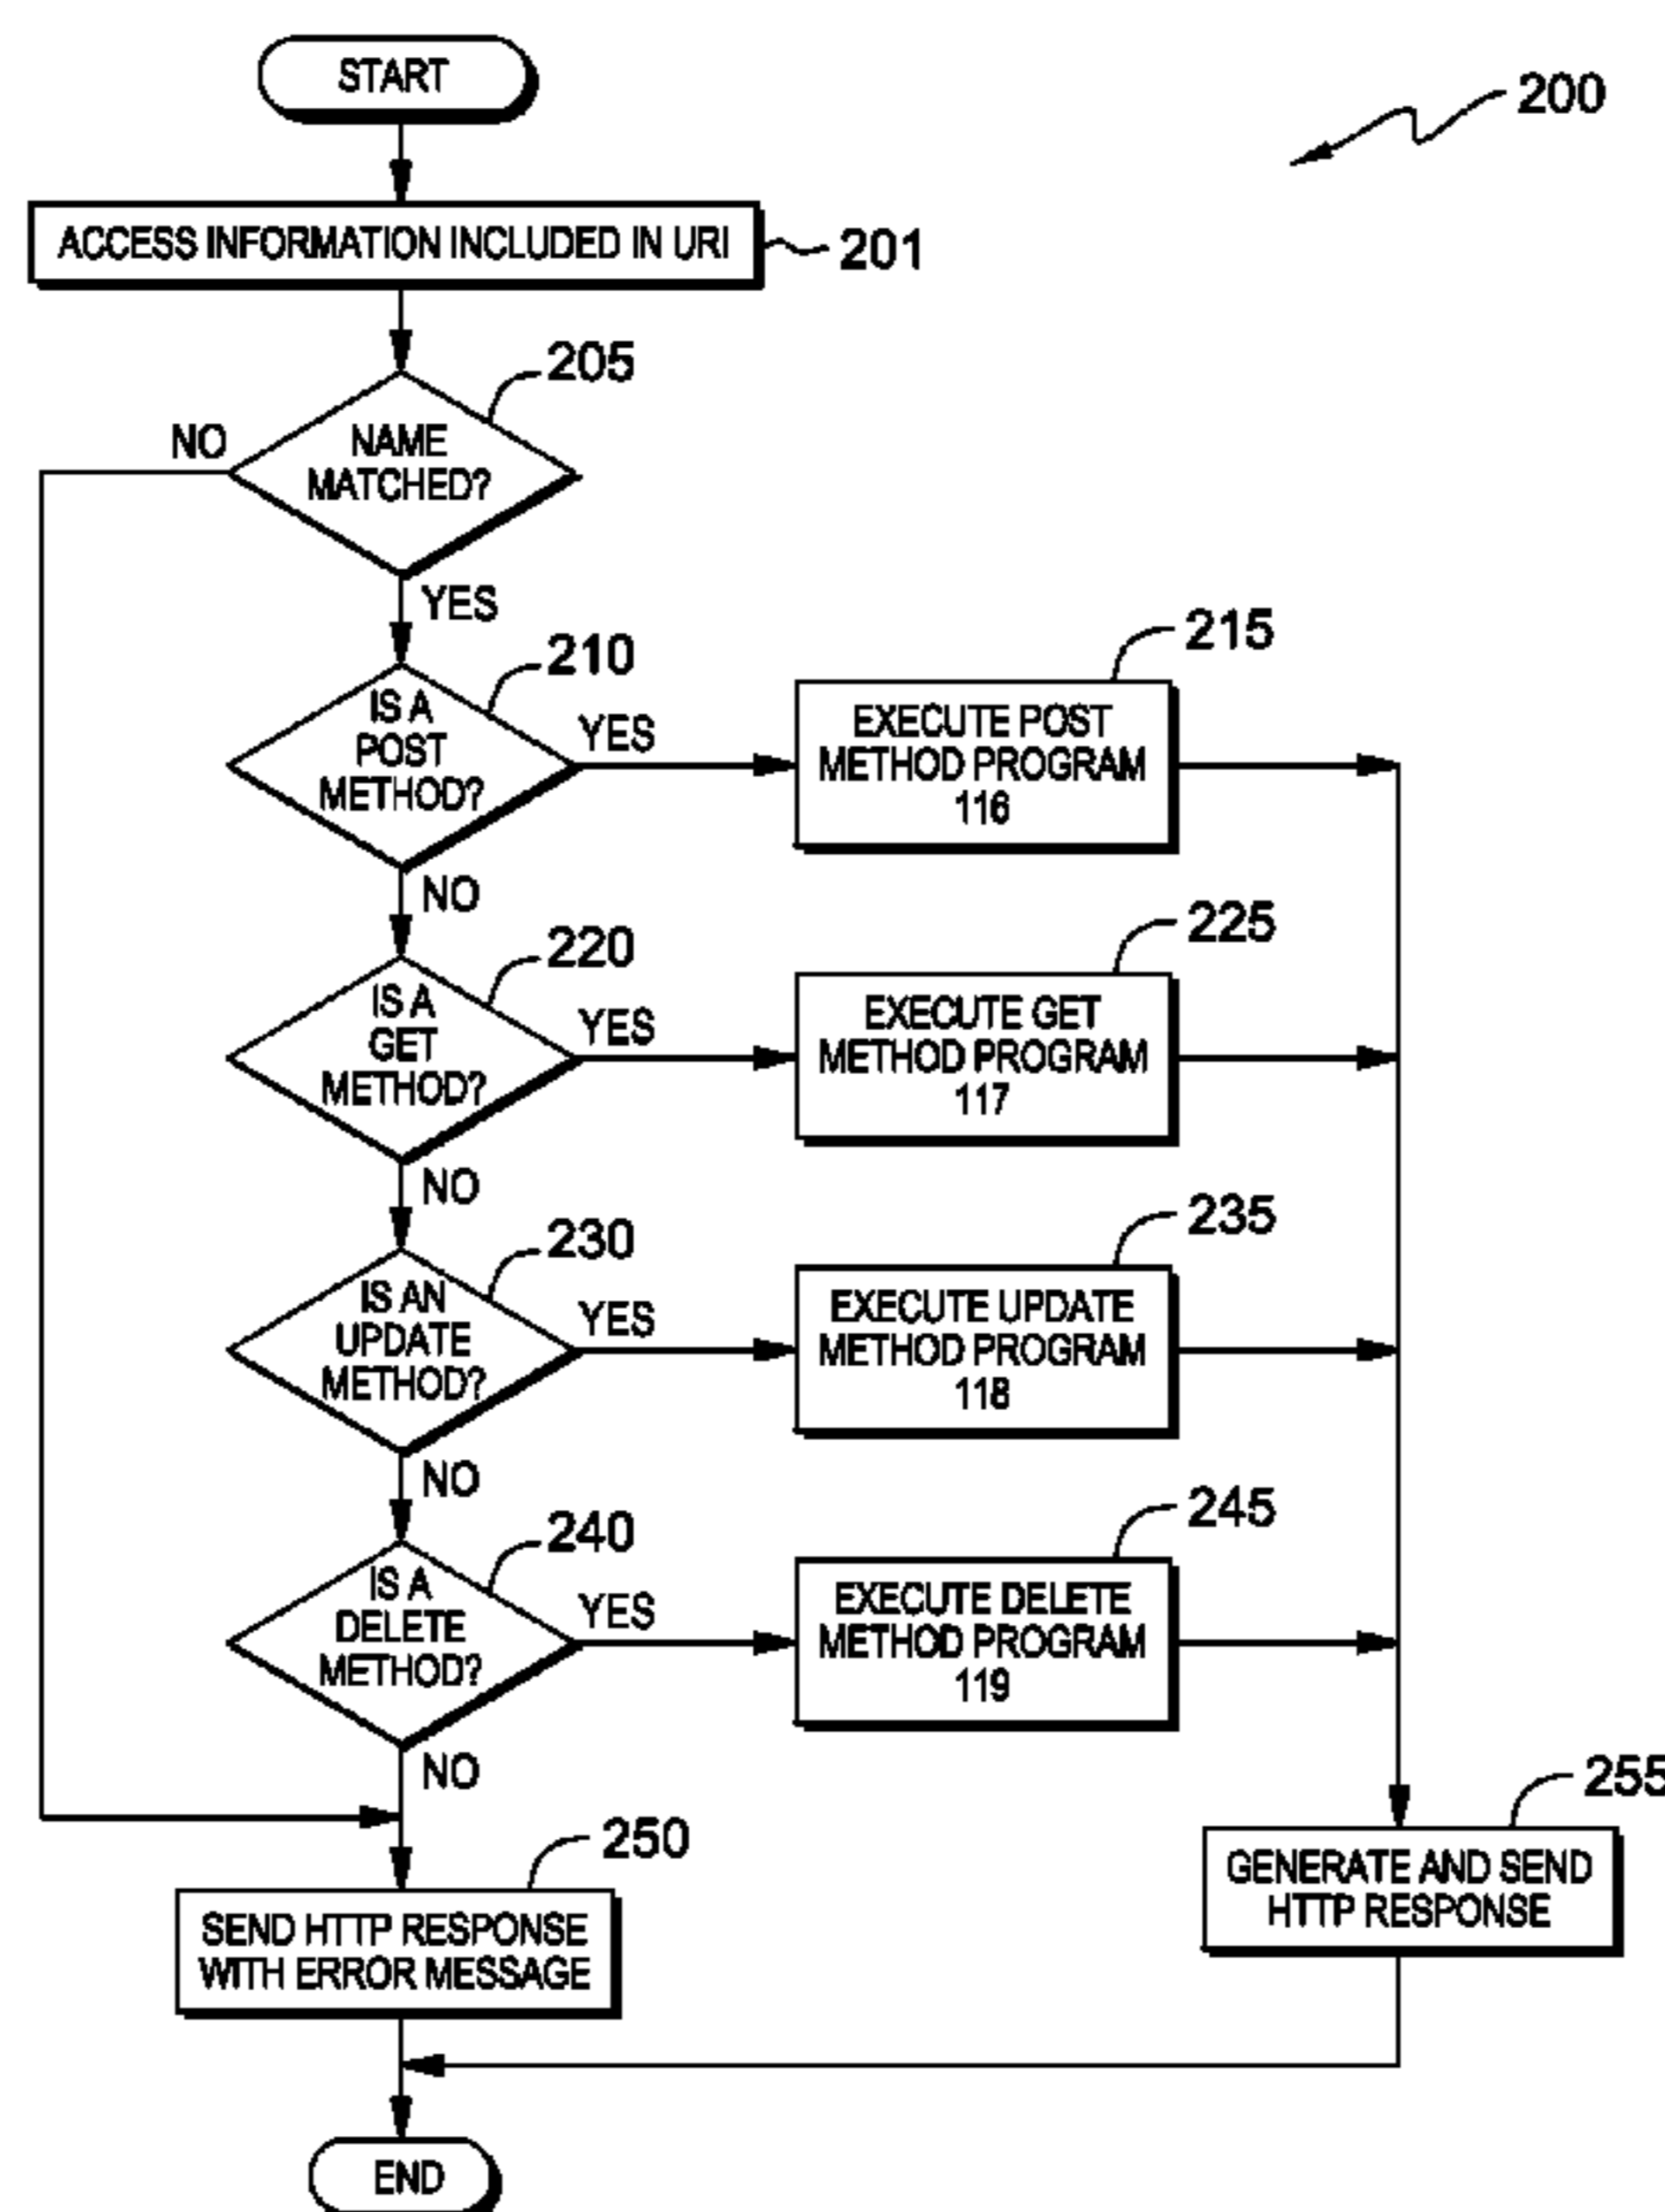 START
200
ACCESS INFORMATION INCLUDED IN URI
201
205
NO
NAME
MATCHED?
YES
210
IS A
POST
METHOD?
YES
215
EXECUTE POST
METHOD PROGRAM
116
NO
220
IS A
GET
METHOD?
YES
225
EXECUTE GET
METHOD PROGRAM
117
NO
230
IS AN
UPDATE
METHOD?
YES
235
EXECUTE UPDATE
METHOD PROGRAM
118
NO
240
IS A
DELETE
METHOD?
YES
245
EXECUTE DELETE
METHOD PROGRAM
119
NO
250
SEND HTTP RESPONSE
WITH ERROR MESSAGE
255
GENERATE AND SEND
HTTP RESPONSE
END